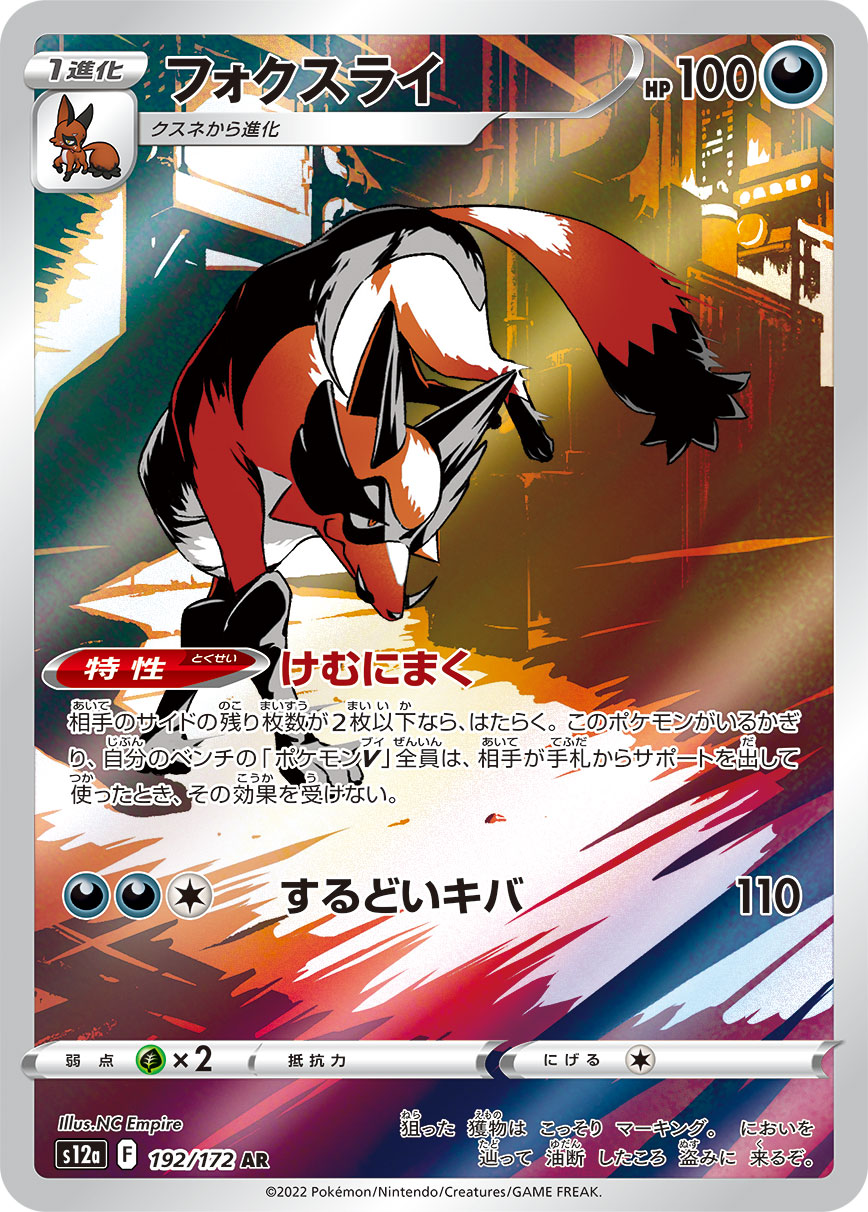 1進化
フォクスライ
HP 100
クスネから進化
特性 とくせい けむにまく
相手のサイドの残り枚数が2枚以下なら、はたらく。このポケモンがいるかぎ
り、自分のベンチの「ポケモンV」全員は、相手が手札からサポートを出して
使ったとき、その効果を受けない。
するどいキバ 110
弱点 ×2 抵抗力 にげる
Illus.NC Empire
狙った 獲物は こっそり マーキング。 においを
辿って 油断 したころ 盗みに 来るぞ。
s12a F 192/172 AR
©2022 Pokémon/Nintendo/Creatures/GAME FREAK.